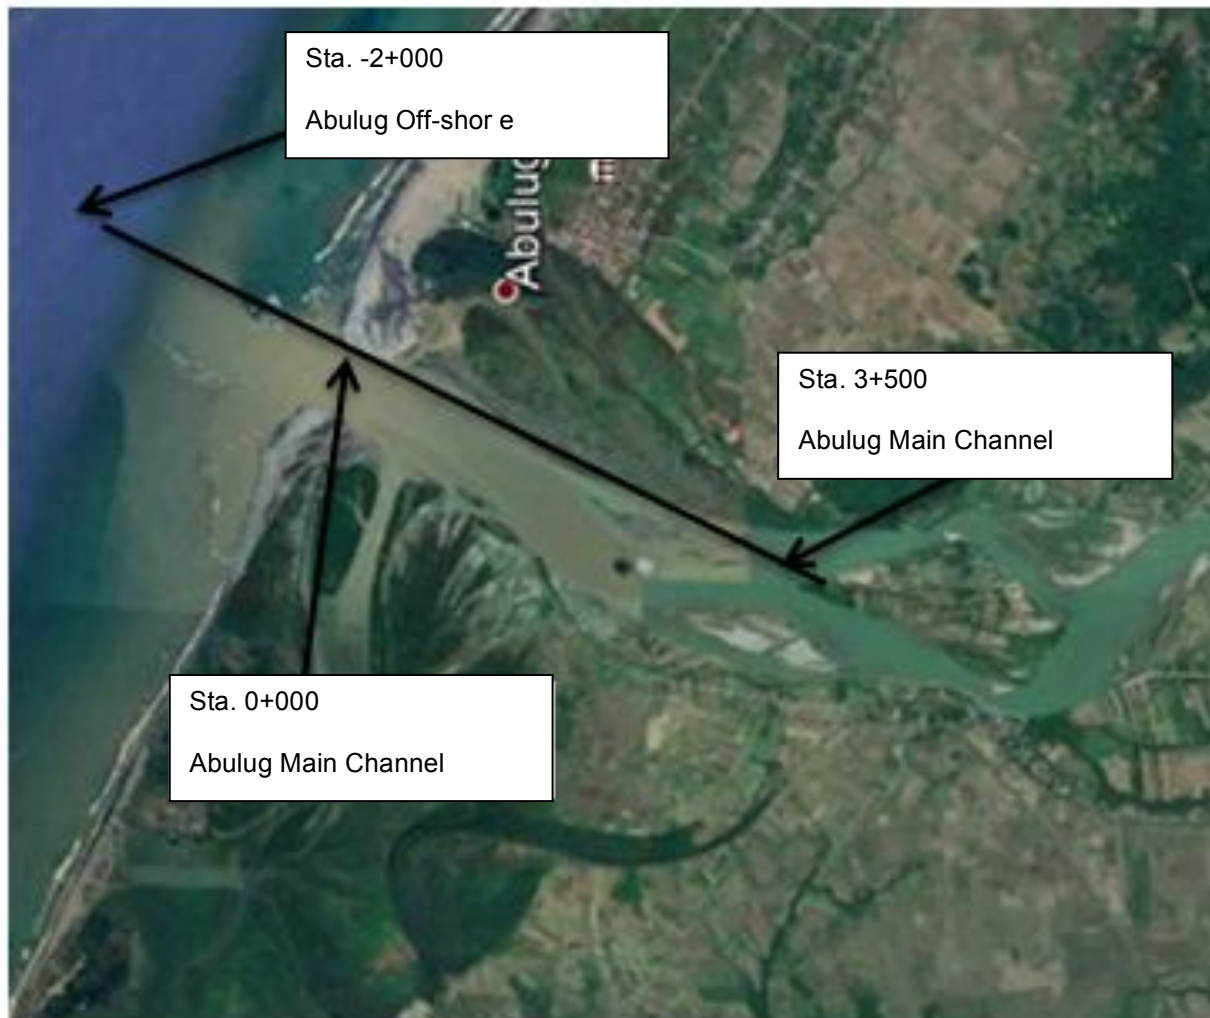 Sta. -2+000
Abulug Off-shor e
Abulug
m
Sta. 3+500
Abulug Main Channel
Sta. 0+000
Abulug Main Channel